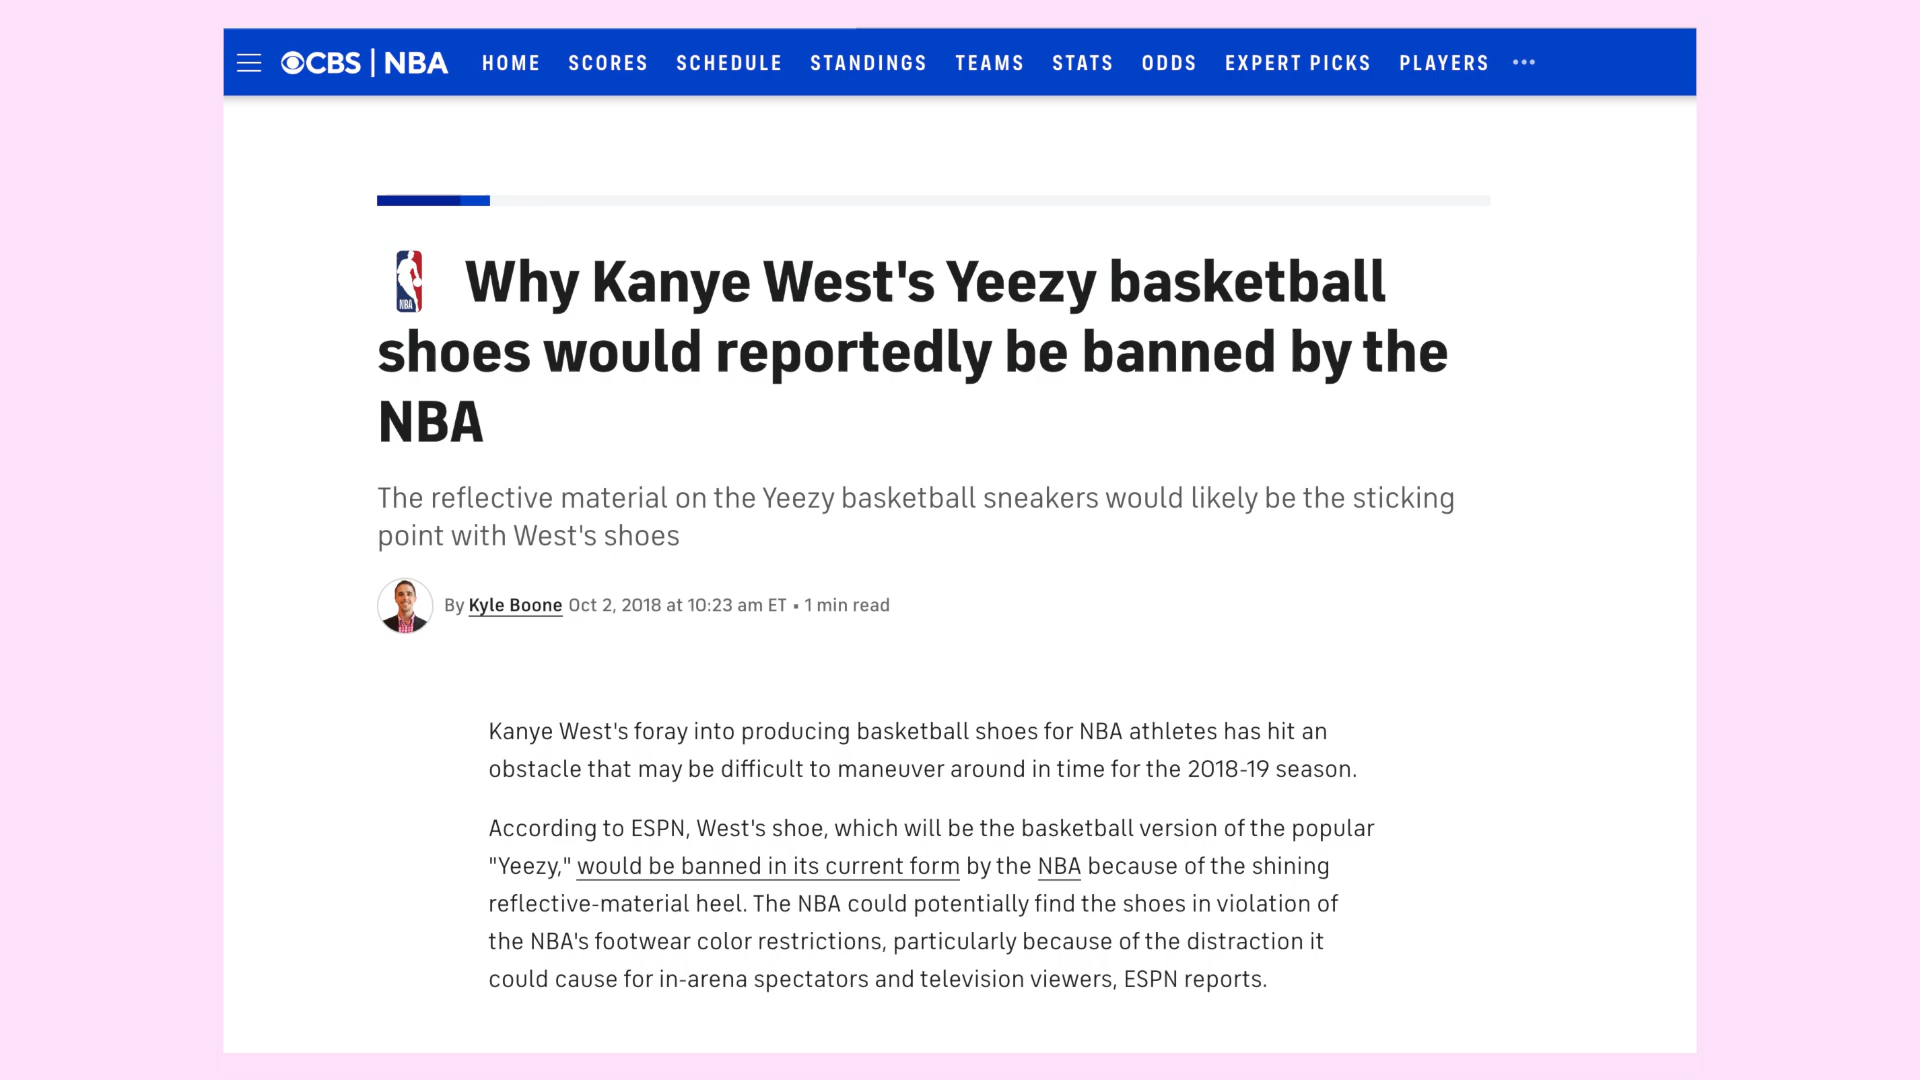 CBS | NBA HOME SCORES SCHEDULE STANDINGS TEAMS STATS ODDS EXPERT PICKS PLAYERS •••
NBA
Why Kanye West's Yeezy basketball
shoes would reportedly be banned by the
NBA
The reflective material on the Yeezy basketball sneakers would likely be the sticking
point with West's shoes
By Kyle Boone Oct 2, 2018 at 10:23 am ET • 1 min read
Kanye West's foray into producing basketball shoes for NBA athletes has hit an
obstacle that may be difficult to maneuver around in time for the 2018-19 season.
According to ESPN, West's shoe, which will be the basketball version of the popular
"Yeezy," would be banned in its current form by the NBA because of the shining
reflective-material heel. The NBA could potentially find the shoes in violation of
the NBA's footwear color restrictions, particularly because of the distraction it
could cause for in-arena spectators and television viewers, ESPN reports.